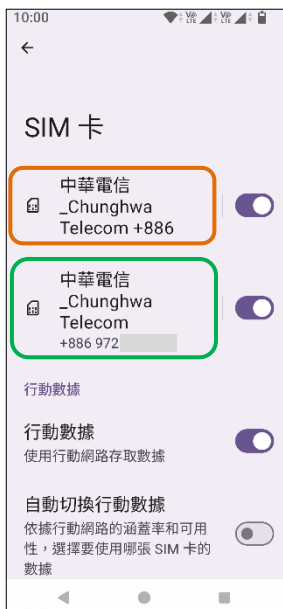 10:00
SIM 卡
中華電信
_Chunghwa
Telecom +886
中華電信
_Chunghwa
Telecom
+886 972
行動數據
行動數據
使用行動網路存取數據
自動切換行動數據
依據行動網路的涵蓋率和可用
性，選擇要使用哪張 SIM 卡的
數據